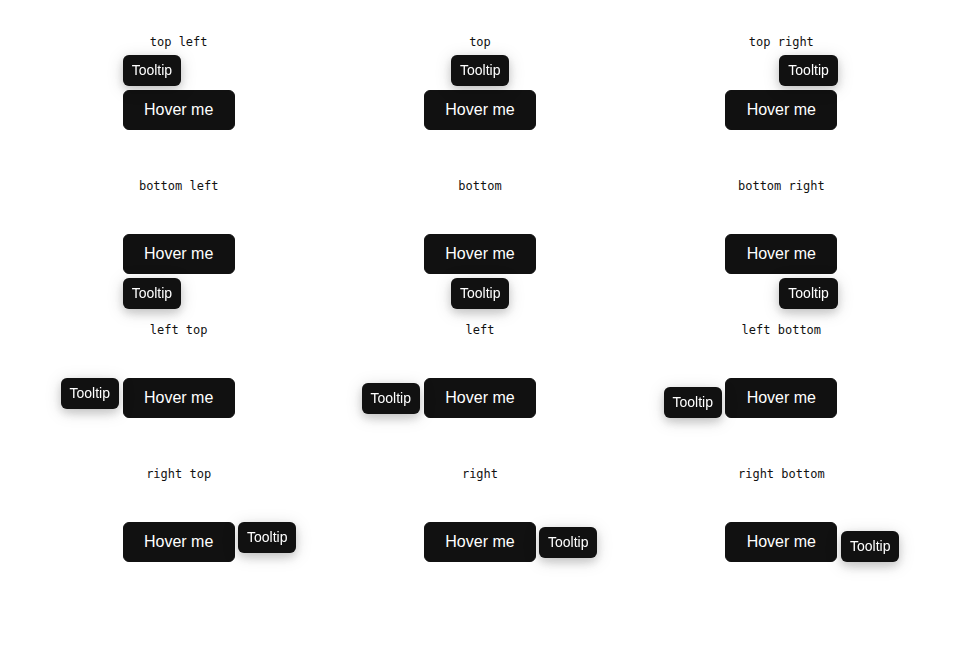 top left
top
top right
Tooltip
Tooltip
Tooltip
Hover me
Hover me
Hover me
bottom left
bottom
bottom right
Hover me
Hover me
Hover me
Tooltip
Tooltip
Tooltip
left top
left
left bottom
Tooltip
Hover me
Tooltip
Hover me
Tooltip
Hover me
right top
right
right bottom
Hover me
Tooltip
Hover me
Tooltip
Hover me
Tooltip